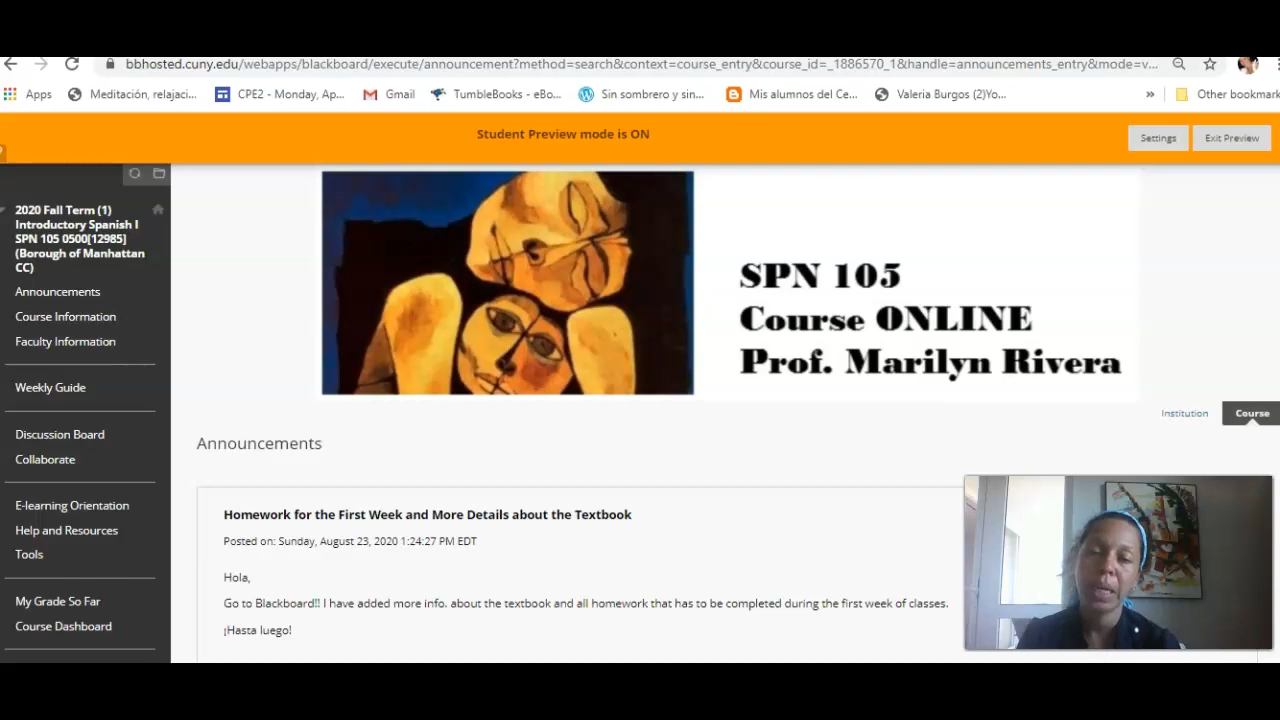 bbhosted.cuny.edu/webapps/blackboard/execute/announcement?method=search&context=course_entry&course_id=_1886570_1&handle=announcements_entry&mode=v...
Apps Meditación, relajaci... CPE2 - Monday, Ap... Gmail TumbleBooks - eBo... Sin sombrero y sin... Mis alumnos del Ce... Valeria Burgos (2)Yo... » Other bookmark
Student Preview mode is ON
Settings Exit Preview
2020 Fall Term (1)
Introductory Spanish I
SPN 105 0500[12985]
(Borough of Manhattan
CC)
Announcements
Course Information
Faculty Information
Weekly Guide
Discussion Board
Collaborate
E-learning Orientation
Help and Resources
Tools
My Grade So Far
Course Dashboard
SPN 105
Course ONLINE
Prof. Marilyn Rivera
Institution Course
Announcements
Homework for the First Week and More Details about the Textbook
Posted on: Sunday, August 23, 2020 1:24:27 PM EDT
Hola,
Go to Blackboard!! I have added more info. about the textbook and all homework that has to be completed during the first week of classes.
¡Hasta luego!